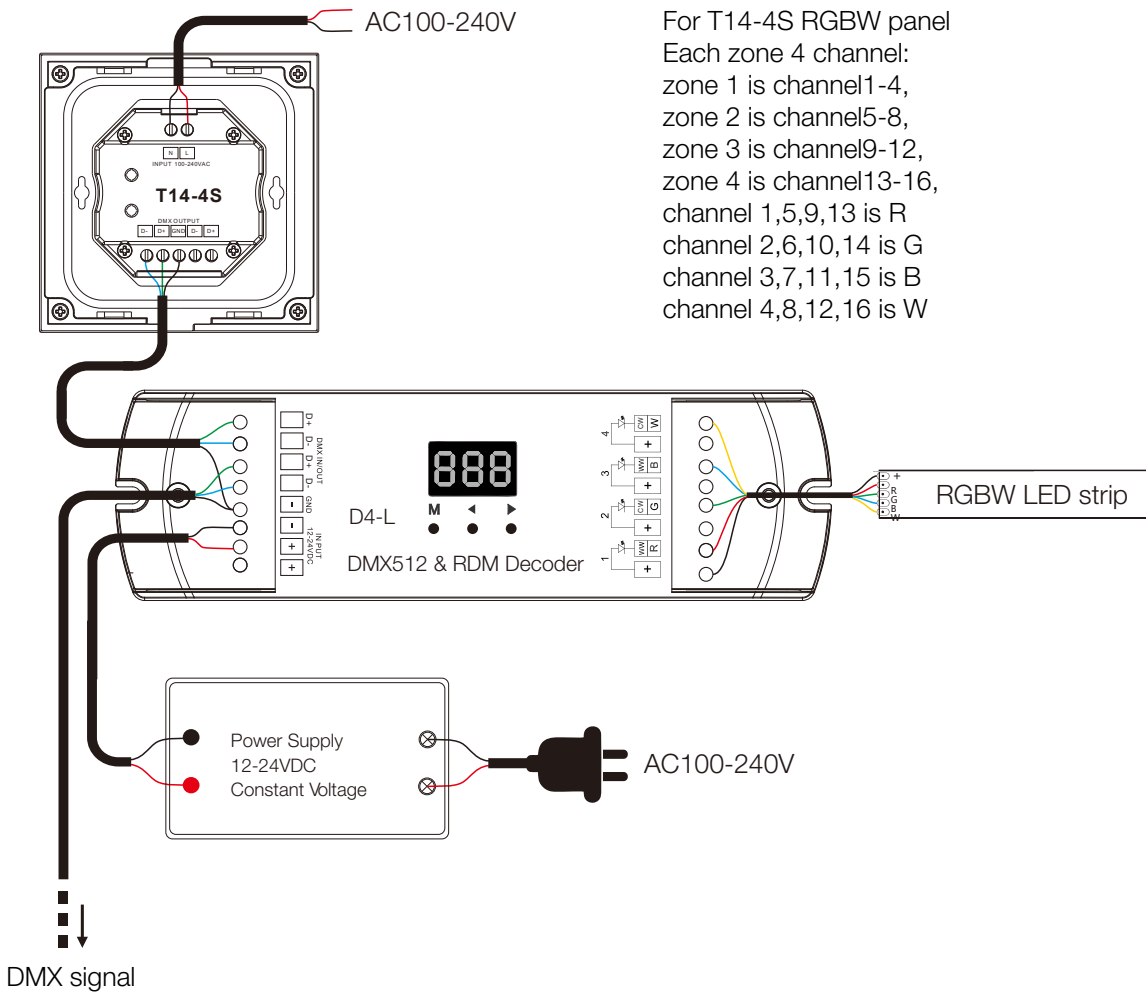 AC100-240V
For T14-4S RGBW panel
Each zone 4 channel:
zone 1 is channel1-4,
zone 2 is channel5-8,
zone 3 is channel9-12,
zone 4 is channel13-16,
channel 1,5,9,13 is R
channel 2,6,10,14 is G
channel 3,7,11,15 is B
channel 4,8,12,16 is W
N L
INPUT 100-240VAC
T14-4S
DMX OUTPUT
D- D+ GND D- D+
D+
D-
D+
D-
DMX IN/OUT
GND
-
-
+
+
INPUT
12-24VDC
888
M ◄ ►
D4-L
DMX512 & RDM Decoder
4 CW W
+
3 WW B
+
2 CW G
+
1 WW R
+
+
R
G
B
W
RGBW LED strip
Power Supply
12-24VDC
Constant Voltage
AC100-240V
DMX signal